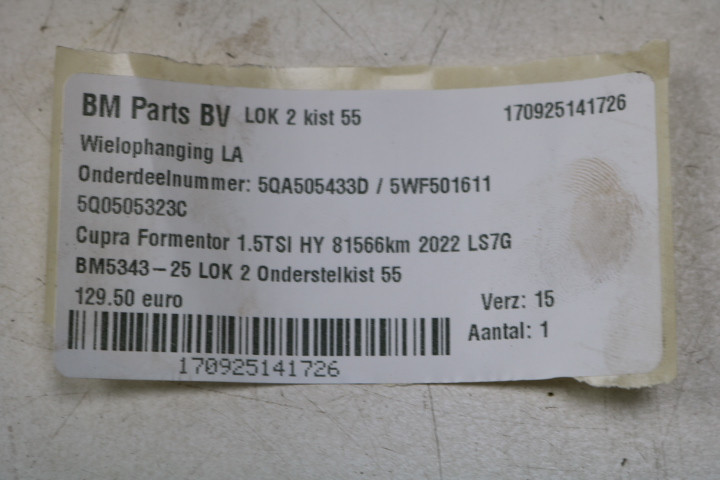 BM Parts BV LOK 2 kist 55 170925141726
Wielophanging LA
Onderdeelnummer: 5QA505433D / 5WF501611
5Q0505323C
Cupra Formentor 1.5TSI HY 81566km 2022 LS7G
BM5343-25 LOK 2 Onderstelkist 55
129.50 euro Verz: 15
Aantal: 1
170925141726